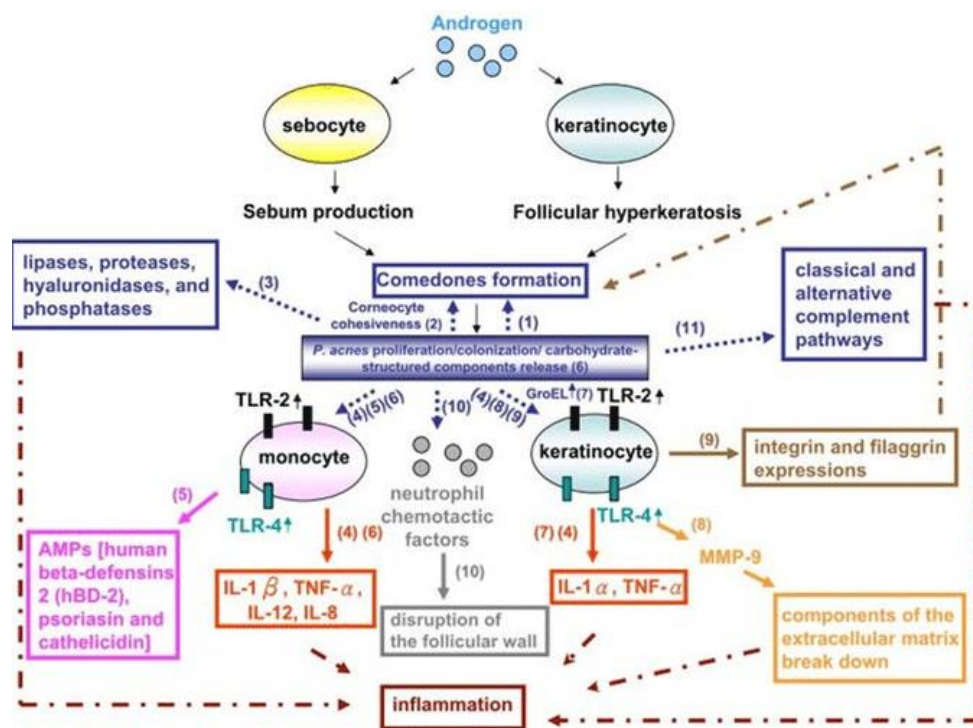 Androgen
sebocyte
keratinocyte
Sebum production
Follicular hyperkeratosis
lipases, proteases,
hyaluronidases, and
phosphatases
(3)
Comedones formation
classical and
alternative
complement
pathways
Corneocyte
cohesiveness (2)
(1)
(11)
P. acnes proliferation/colonization/ carbohydrate-
structured components release (6)
TLR-2↑
(4)(5)(6)
(10)
(4)(8)(9)
GroEL↑(7)
TLR-2↑
monocyte
keratinocyte
(9)
integrin and filaggrin
expressions
neutrophil
chemotactic
factors
(5)
TLR-4↑
TLR-4↑
(4) (6)
(7) (4)
(8)
MMP-9
AMPs [human
beta-defensins
2 (hBD-2),
psoriasin and
cathelicidin]
IL-1 β, TNF-α,
IL-12, IL-8
(10)
IL-1 α, TNF-α
disruption of
the follicular wall
components of the
extracellular matrix
break down
inflammation